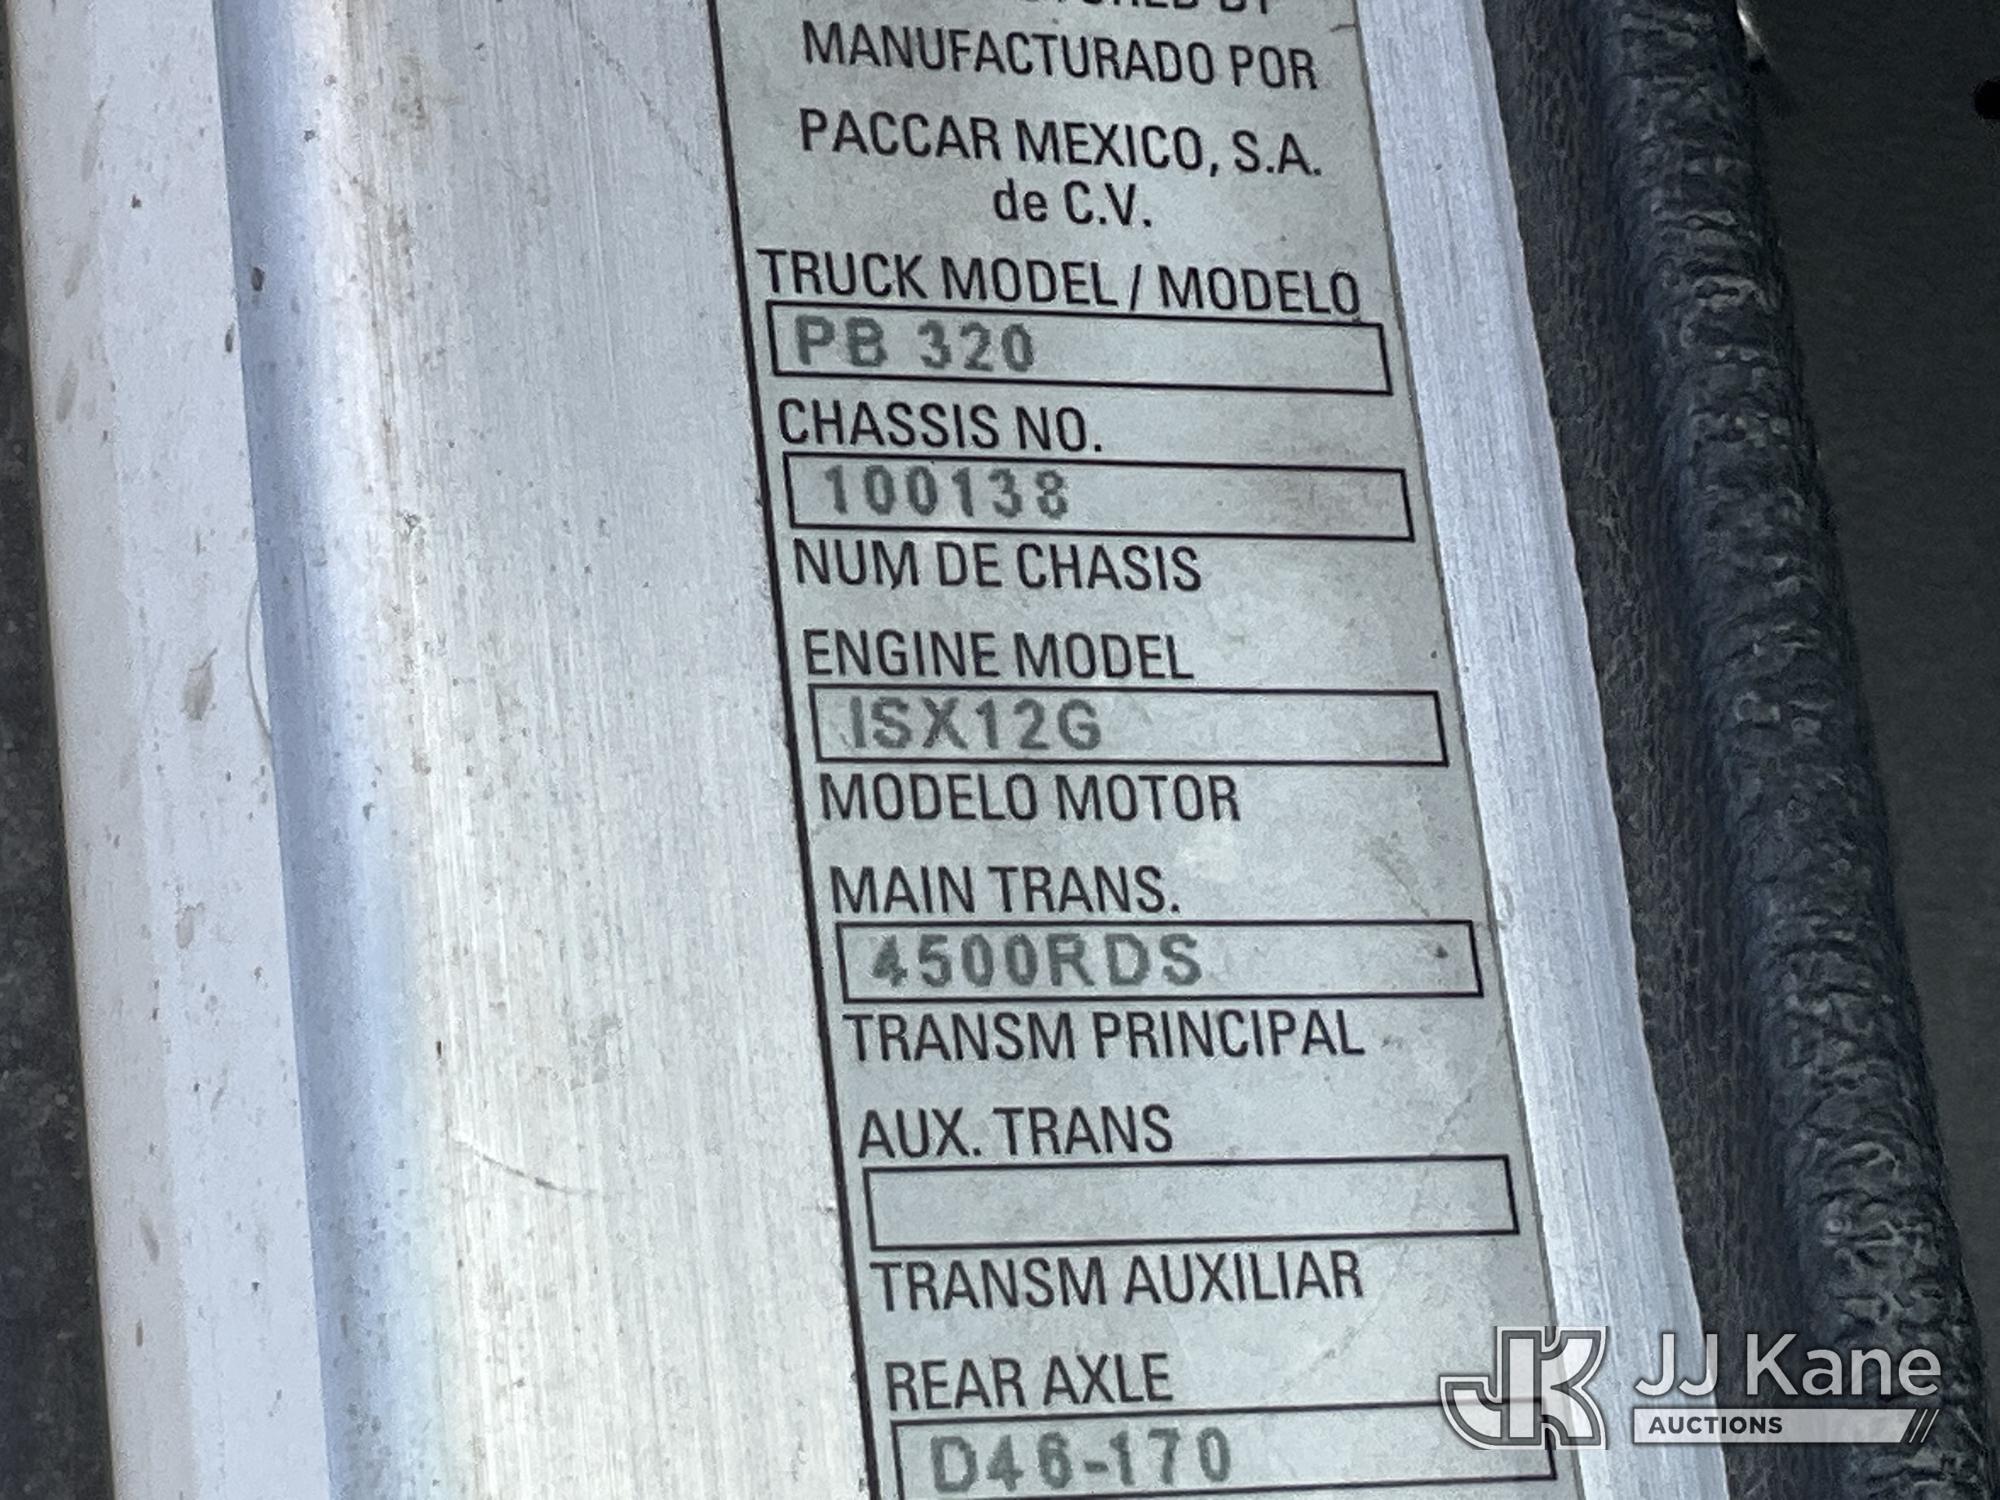 MANUFACTURADO POR
PACCAR MEXICO, S.A.
de C.V.
TRUCK MODEL / MODELO
PB 320
CHASSIS NO.
100138
NUM DE CHASIS
ENGINE MODEL
ISX12G
MODELO MOTOR
MAIN TRANS.
4500RDS
TRANSM PRINCIPAL
AUX. TRANS
TRANSM AUXILIAR
REAR AXLE
D46-170
JJ Kane
AUCTIONS